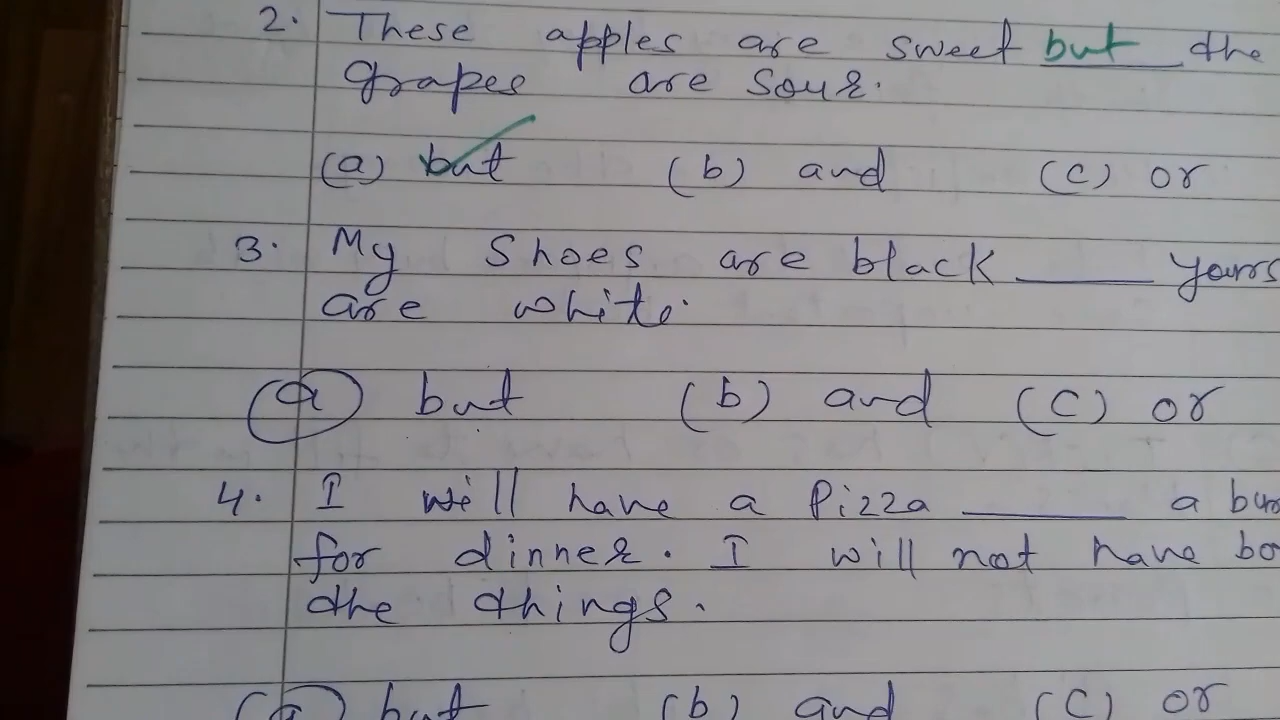 2. These apples are sweet but the
grapes are sour.
(a) but (b) and (c) or
3. My Shoes are black ____ yours
are white.
(a) but (b) and (c) or
4. I will have a Pizza ____ a
for dinner. I will not have
the things.
(a) but (b) and (c) or